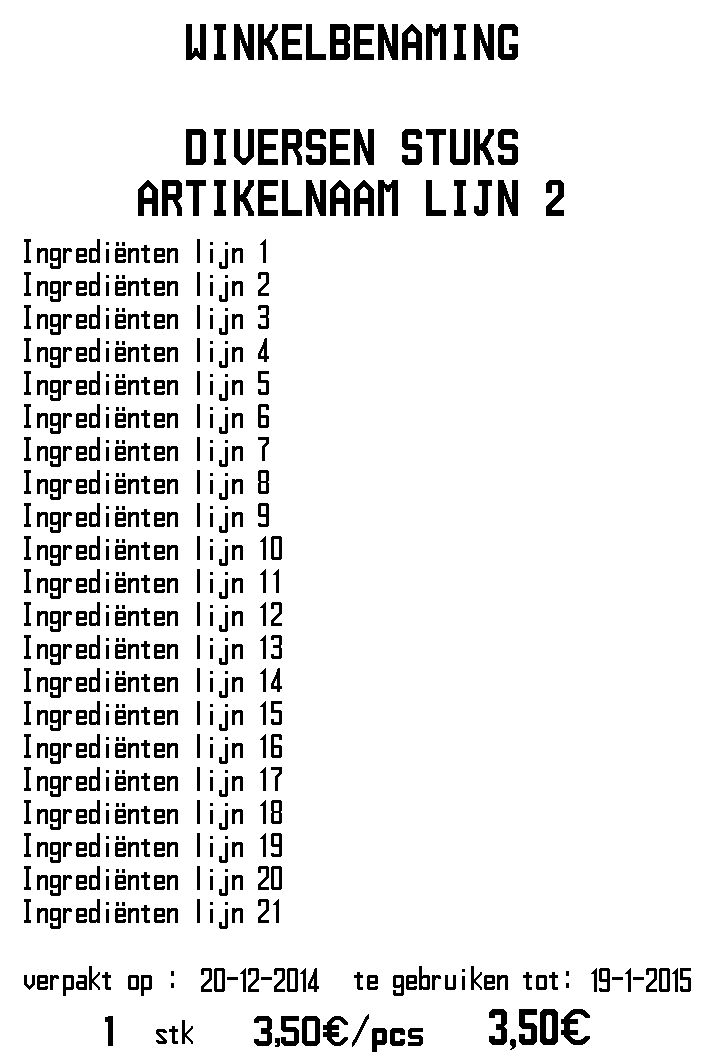 WINKELBENAMING
DIVERSEN STUKS
ARTIKELNAAM LIJN 2
Ingrediënten lijn 1
Ingrediënten lijn 2
Ingrediënten lijn 3
Ingrediënten lijn 4
Ingrediënten lijn 5
Ingrediënten lijn 6
Ingrediënten lijn 7
Ingrediënten lijn 8
Ingrediënten lijn 9
Ingrediënten lijn 10
Ingrediënten lijn 11
Ingrediënten lijn 12
Ingrediënten lijn 13
Ingrediënten lijn 14
Ingrediënten lijn 15
Ingrediënten lijn 16
Ingrediënten lijn 17
Ingrediënten lijn 18
Ingrediënten lijn 19
Ingrediënten lijn 20
Ingrediënten lijn 21
verpakt op : 20-12-2014 te gebruiken tot: 19-1-2015
1 stk 3,50€/pcs 3,50€